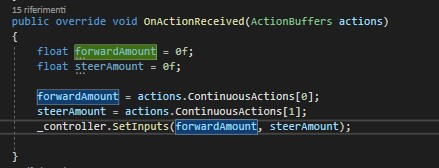 15 riferimenti
public override void OnActionReceived(ActionBuffers actions)
{
float forwardAmount = 0f;
float steerAmount = 0f;
forwardAmount = actions.ContinuousActions[0];
steerAmount = actions.ContinuousActions[1];
_controller.SetInputs(forwardAmount, steerAmount);
}